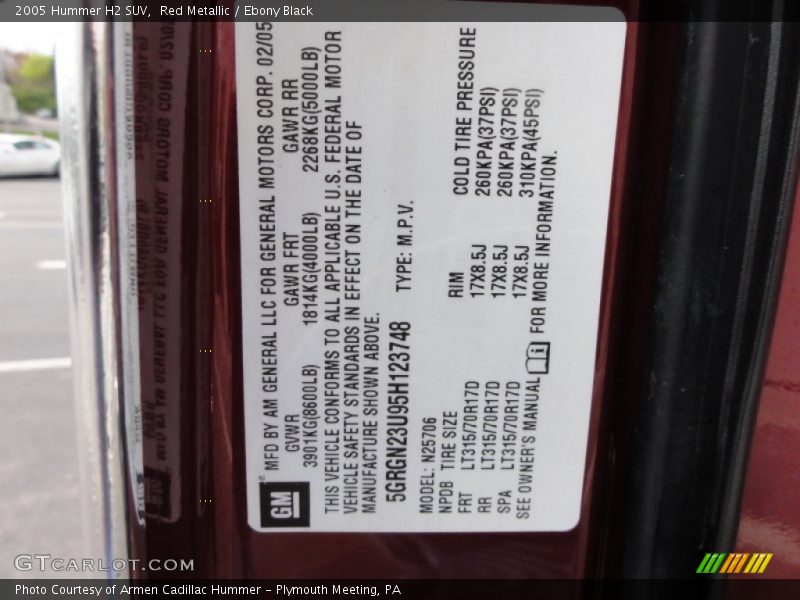 2005 Hummer H2 SUV, Red Metallic / Ebony Black
MFD BY AM GENERAL LLC FOR GENERAL MOTORS CORP. 02/05
GVWR GAWR FRT GAWR RR
3901KG(8600LB) 1814KG(4000LB) 2268KG(5000LB)
THIS VEHICLE CONFORMS TO ALL APPLICABLE U.S. FEDERAL MOTOR
VEHICLE SAFETY STANDARDS IN EFFECT ON THE DATE OF
MANUFACTURE SHOWN ABOVE.
5GRGN23U95H123748 TYPE: M.P.V.
MODEL: N25706
NPDB TIRE SIZE RIM COLD TIRE PRESSURE
FRT LT315/70R17D 17X8.5J 260KPA(37PSI)
RR LT315/70R17D 17X8.5J 260KPA(37PSI)
SPA LT315/70R17D 17X8.5J 310KPA(45PSI)
SEE OWNER'S MANUAL FOR MORE INFORMATION.
GM
GTCARLOT.COM
Photo Courtesy of Armen Cadillac Hummer - Plymouth Meeting, PA